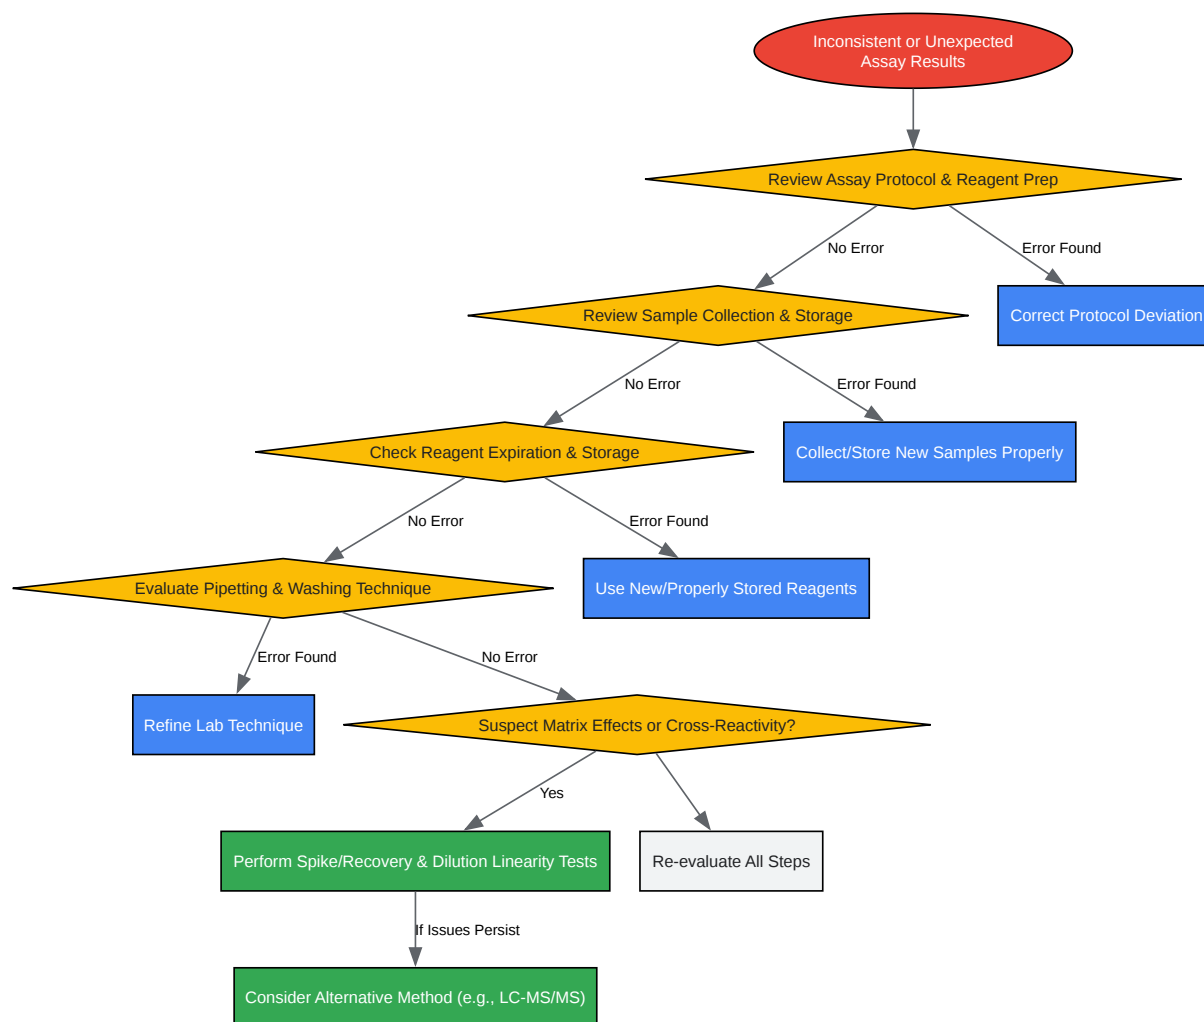 Inconsistent or Unexpected
Assay Results
Review Assay Protocol & Reagent Prep
No Error
Error Found
Review Sample Collection & Storage
Correct Protocol Deviation
No Error
Error Found
Check Reagent Expiration & Storage
Collect/Store New Samples Properly
No Error
Error Found
Evaluate Pipetting & Washing Technique
Use New/Properly Stored Reagents
Error Found
No Error
Refine Lab Technique
Suspect Matrix Effects or Cross-Reactivity?
Yes
Perform Spike/Recovery & Dilution Linearity Tests
Re-evaluate All Steps
If Issues Persist
Consider Alternative Method (e.g., LC-MS/MS)